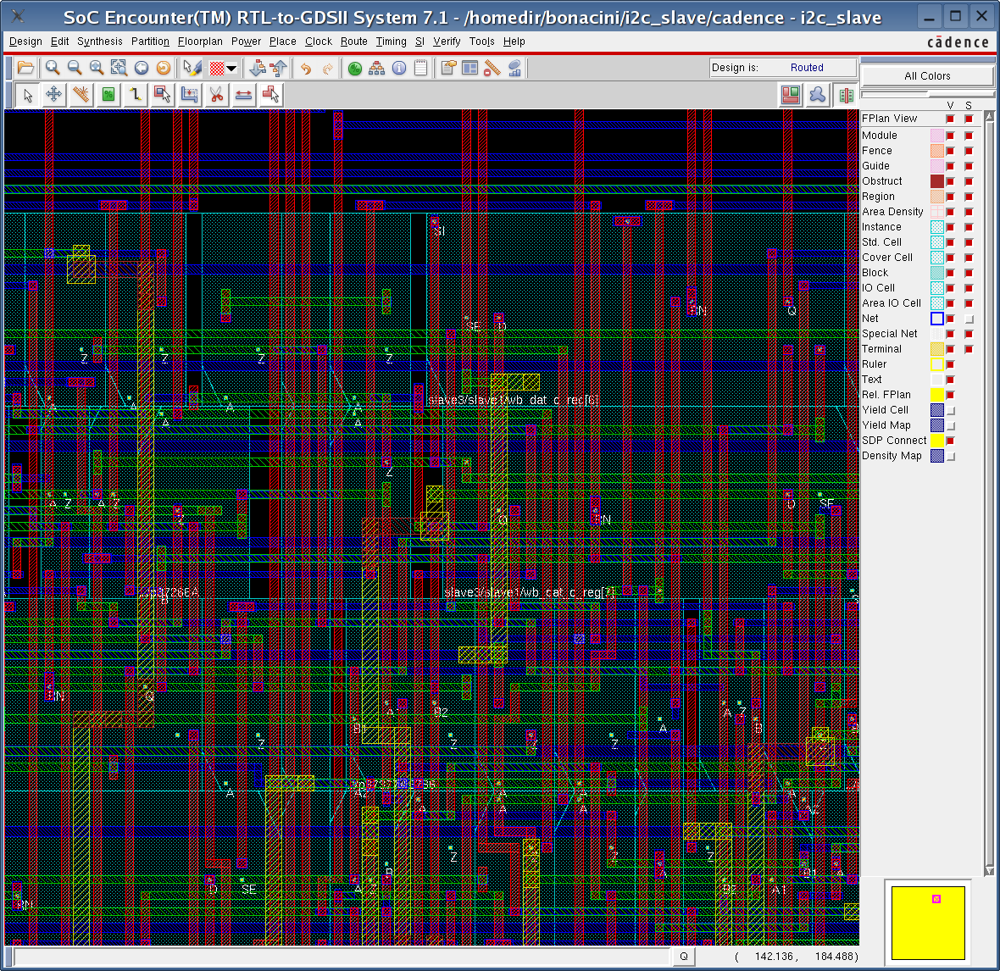 SoC Encounter(TM) RTL-to-GDSII System 7.1 - /homedir/bonacini/i2c_slave/cadence - i2c_slave
Design Edit Synthesis Partition Floorplan Power Place Clock Route Timing SI Verify Tools Help
cādence
Design is: Routed
All Colors
V S
FPlan View
Module
Fence
Guide
Obstruct
Region
Area Density
Instance
Std. Cell
Cover Cell
Block
IO Cell
Area IO Cell
Net
Special Net
Terminal
Ruler
Text
Rel. FPlan
Yield Cell
Yield Map
SDP Connect
Density Map
SI
Q
SE
D
Z Z Z Z
slave3/slave1/wb_dat_c_reg[6]
A A A A
A A
Z
A Z A Z
Q
D SE
slave3/slave1/wb_dat_c_reg[7]
Q
A B2
A Z
A B
Z Z Z
A A2 A A A
A A A2
Z Z Z
B B1 A
D SE A Z B2 A1
Q
( 142.136, 184.488)